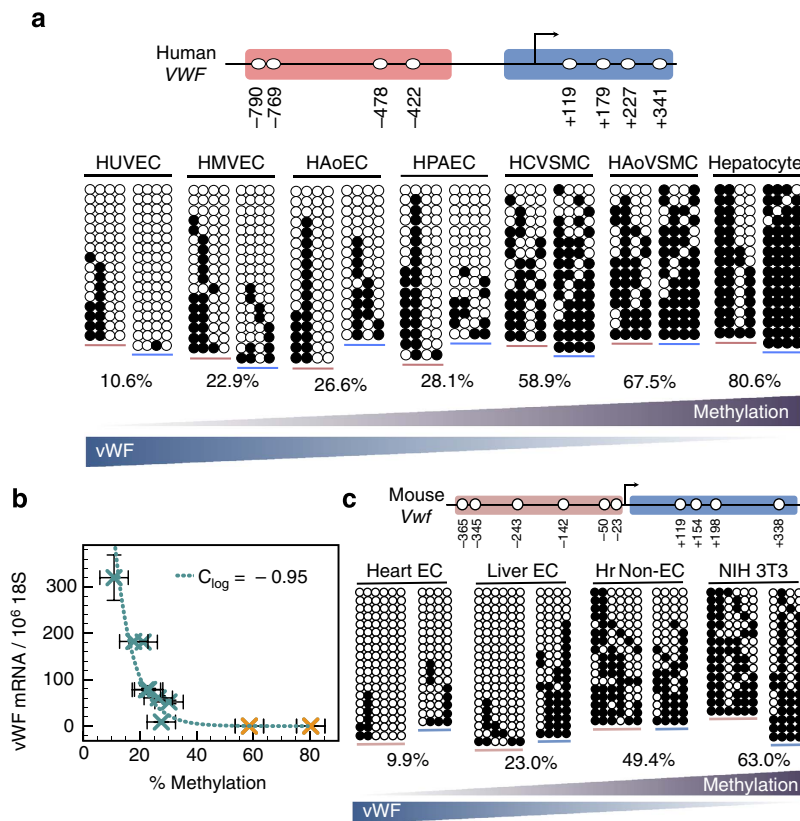 a
Human
VWF
−790
−769
−478
−422
+119
+179
+227
+341
HUVEC HMVEC HAoEC HPAEC HCVSMC HAoVSMC Hepatocyte
10.6% 22.9% 26.6% 28.1% 58.9% 67.5% 80.6%
Methylation
vWF
b
vWF mRNA / 10⁶ 18S
300
200
100
0
Clog = −0.95
0 20 40 60 80
% Methylation
c
Mouse
Vwf
−365
−345
−243
−142
−50
−23
+119
+154
+198
+338
Heart EC Liver EC Hr Non-EC NIH 3T3
9.9% 23.0% 49.4% 63.0%
Methylation
vWF